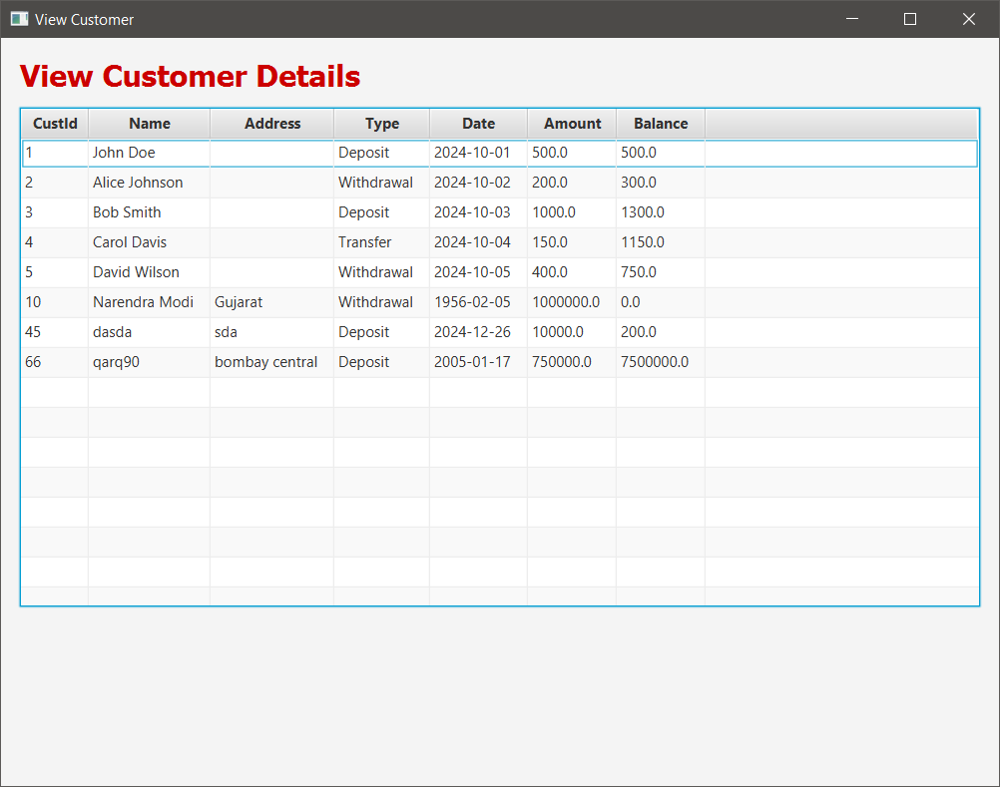 View Customer
View Customer Details
CustId Name Address Type Date Amount Balance
1 John Doe Deposit 2024-10-01 500.0 500.0
2 Alice Johnson Withdrawal 2024-10-02 200.0 300.0
3 Bob Smith Deposit 2024-10-03 1000.0 1300.0
4 Carol Davis Transfer 2024-10-04 150.0 1150.0
5 David Wilson Withdrawal 2024-10-05 400.0 750.0
10 Narendra Modi Gujarat Withdrawal 1956-02-05 1000000.0 0.0
45 dasda sda Deposit 2024-12-26 10000.0 200.0
66 qarq90 bombay central Deposit 2005-01-17 750000.0 7500000.0